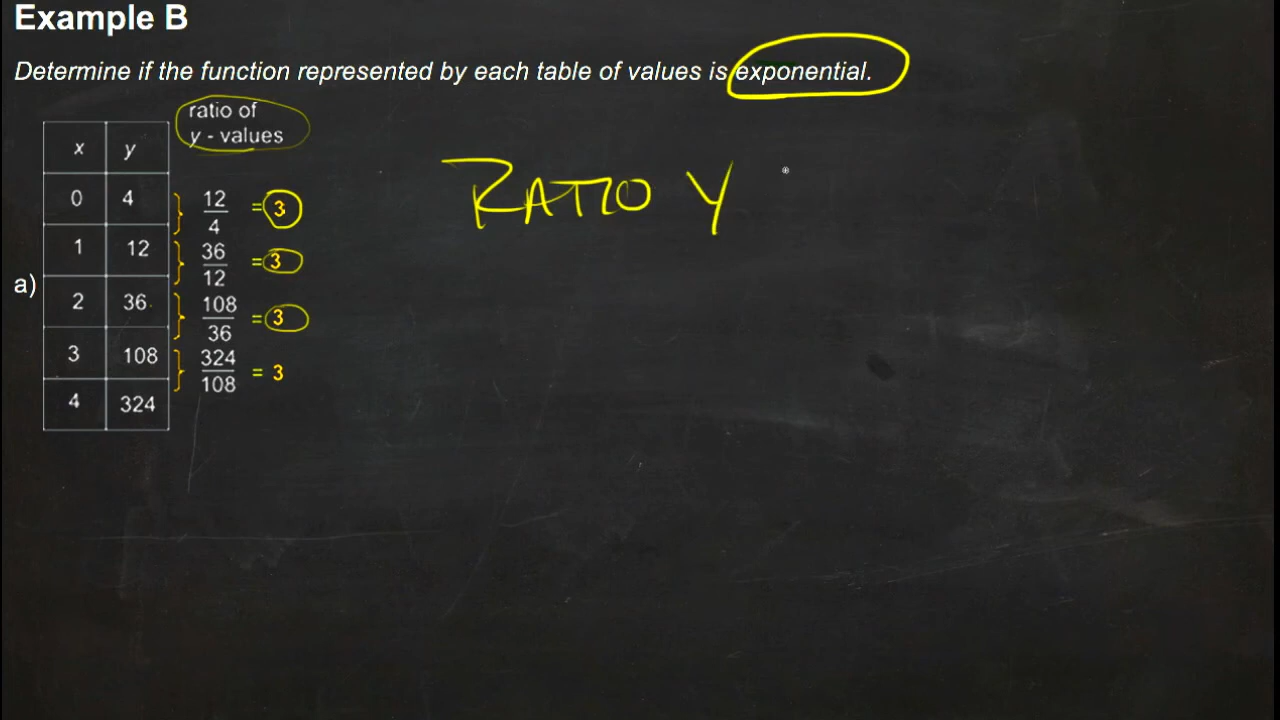 Example B
Determine if the function represented by each table of values is exponential.
ratio of
y - values
x y
0 4
12/4 = 3
1 12
36/12 = 3
a)
2 36
108/36 = 3
3 108
324/108 = 3
4 324
RATIO Y